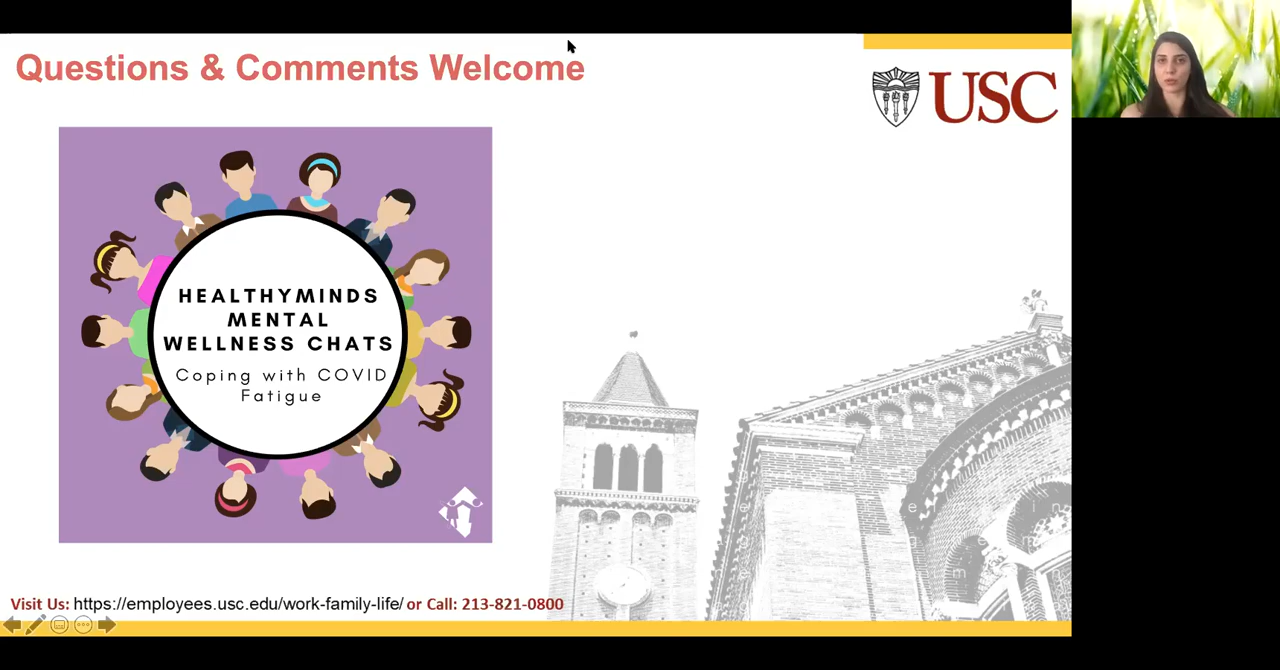 Questions & Comments Welcome
USC
HEALTHYMINDS
MENTAL
WELLNESS CHATS
Coping with COVID
Fatigue
Visit Us: https://employees.usc.edu/work-family-life/ or Call: 213-821-0800